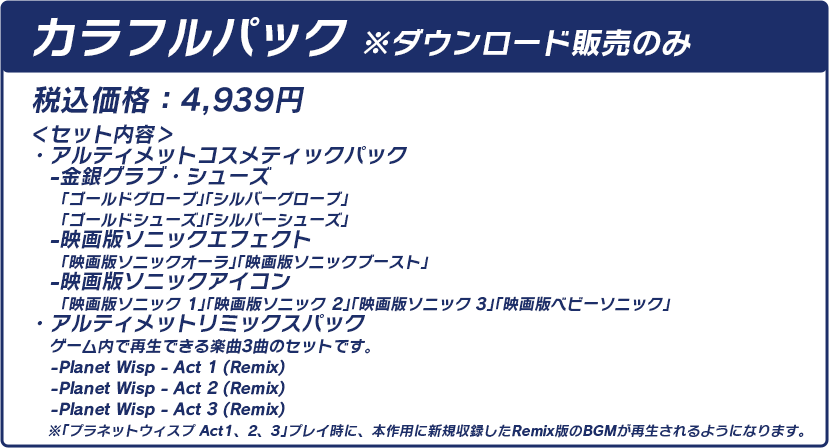 カラフルパック ※ダウンロード販売のみ
税込価格：4,939円
＜セット内容＞
・アルティメットコスメティックパック
-金銀グラブ・シューズ
「ゴールドグローブ」「シルバーグローブ」
「ゴールドシューズ」「シルバーシューズ」
-映画版ソニックエフェクト
「映画版ソニックオーラ」「映画版ソニックブースト」
-映画版ソニックアイコン
「映画版ソニック 1」「映画版ソニック 2」「映画版ソニック 3」「映画版ベビーソニック」
・アルティメットリミックスパック
ゲーム内で再生できる楽曲3曲のセットです。
-Planet Wisp - Act 1 (Remix)
-Planet Wisp - Act 2 (Remix)
-Planet Wisp - Act 3 (Remix)
※「プラネットウィスプ Act1、2、3」プレイ時に、本作用に新規収録したRemix版のBGMが再生されるようになります。